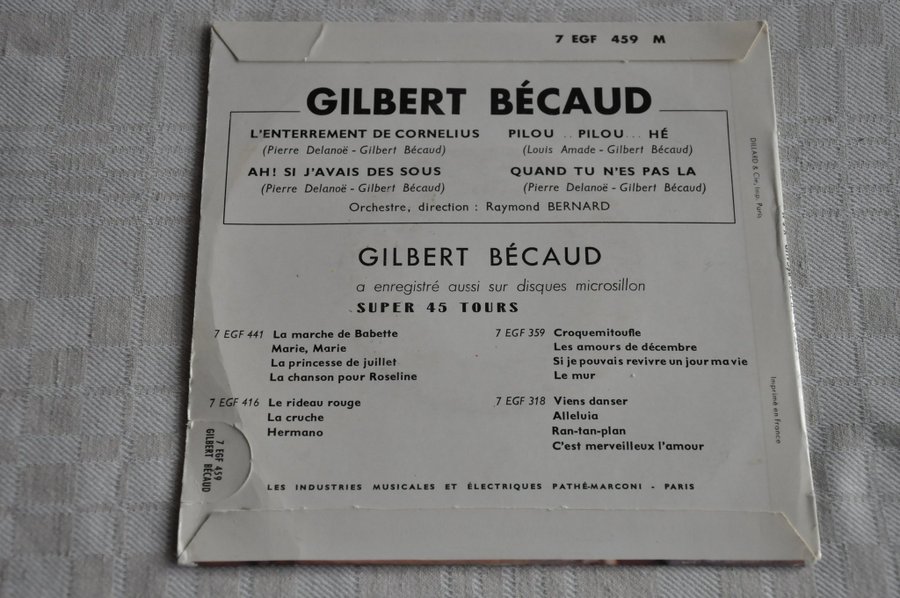 7 EGF 459 M
GILBERT BÉCAUD
L'ENTERREMENT DE CORNELIUS
(Pierre Delanoë - Gilbert Bécaud)
PILOU .. PILOU... HÉ
(Louis Amade - Gilbert Bécaud)
AH! SI J'AVAIS DES SOUS
(Pierre Delanoë - Gilbert Bécaud)
QUAND TU N'ES PAS LA
(Pierre Delanoë - Gilbert Bécaud)
Orchestre, direction : Raymond BERNARD
GILBERT BÉCAUD
a enregistré aussi sur disques microsillon
SUPER 45 TOURS
7 EGF 441 La marche de Babette
Marie, Marie
La princesse de juillet
La chanson pour Roseline
7 EGF 416 Le rideau rouge
La cruche
Hermano
7 EGF 359 Croquemitoufle
Les amours de décembre
Si je pouvais revivre un jour ma vie
Le mur
7 EGF 318 Viens danser
Alleluia
Ran-tan-plan
C'est merveilleux l'amour
LES INDUSTRIES MUSICALES ET ÉLECTRIQUES PATHÉ-MARCONI - PARIS
7 EGF 459
GILBERT BÉCAUD
DILLARD & Cie, Imp. Paris
Imprimé en France